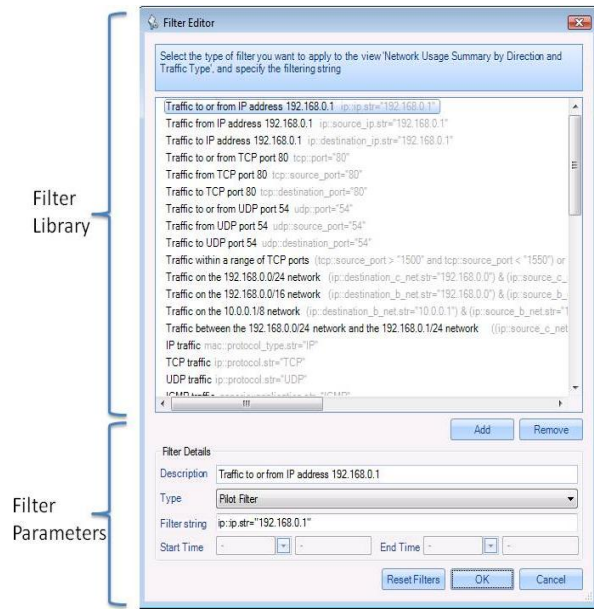 Filter Editor
Select the type of filter you want to apply to the view 'Network Usage Summary by Direction and
Traffic Type', and specify the filtering string
Traffic to or from IP address 192.168.0.1 ip::ip.str="192.168.0.1"
Traffic from IP address 192.168.0.1 ip::source_ip.str="192.168.0.1"
Traffic to IP address 192.168.0.1 ip::destination_ip.str="192.168.0.1"
Traffic to or from TCP port 80 tcp::port="80"
Traffic from TCP port 80 tcp::source_port="80"
Traffic to TCP port 80 tcp::destination_port="80"
Traffic to or from UDP port 54 udp::port="54"
Traffic from UDP port 54 udp::source_port="54"
Traffic to UDP port 54 udp::destination_port="54"
Traffic within a range of TCP ports (tcp::source_port > "1500" and tcp::source_port < "1550") or
Traffic on the 192.168.0.0/24 network (ip::destination_c_net.str="192.168.0.0") & (ip::source_c_
Traffic on the 192.168.0.0/16 network (ip::destination_b_net.str="192.168.0.0") & (ip::source_b_
Traffic on the 10.0.0.1/8 network (ip::destination_b_net.str="10.0.0.1") & (ip::source_b_net.str="1
Traffic between the 192.168.0.0/24 network and the 192.168.0.1/24 network ((ip::source_c_net
IP traffic mac::protocol_type.str="IP"
TCP traffic ip::protocol.str="TCP"
UDP traffic ip::protocol.str="UDP"
Filter
Library
Add Remove
Filter Details
Description Traffic to or from IP address 192.168.0.1
Type Pilot Filter
Filter string ip::ip.str="192.168.0.1"
Start Time - - End Time - -
Filter
Parameters
Reset Filters OK Cancel